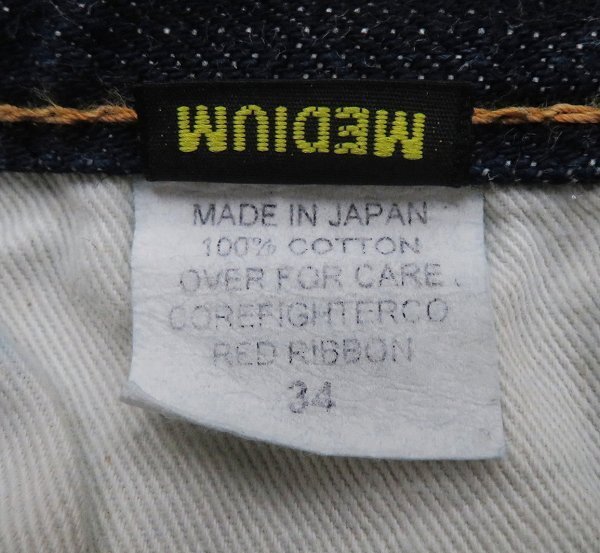 MEDIUM
MADE IN JAPAN
100% COTTON
OVER FOR CARE
COREFIGHTERCO
RED RIBBON
34